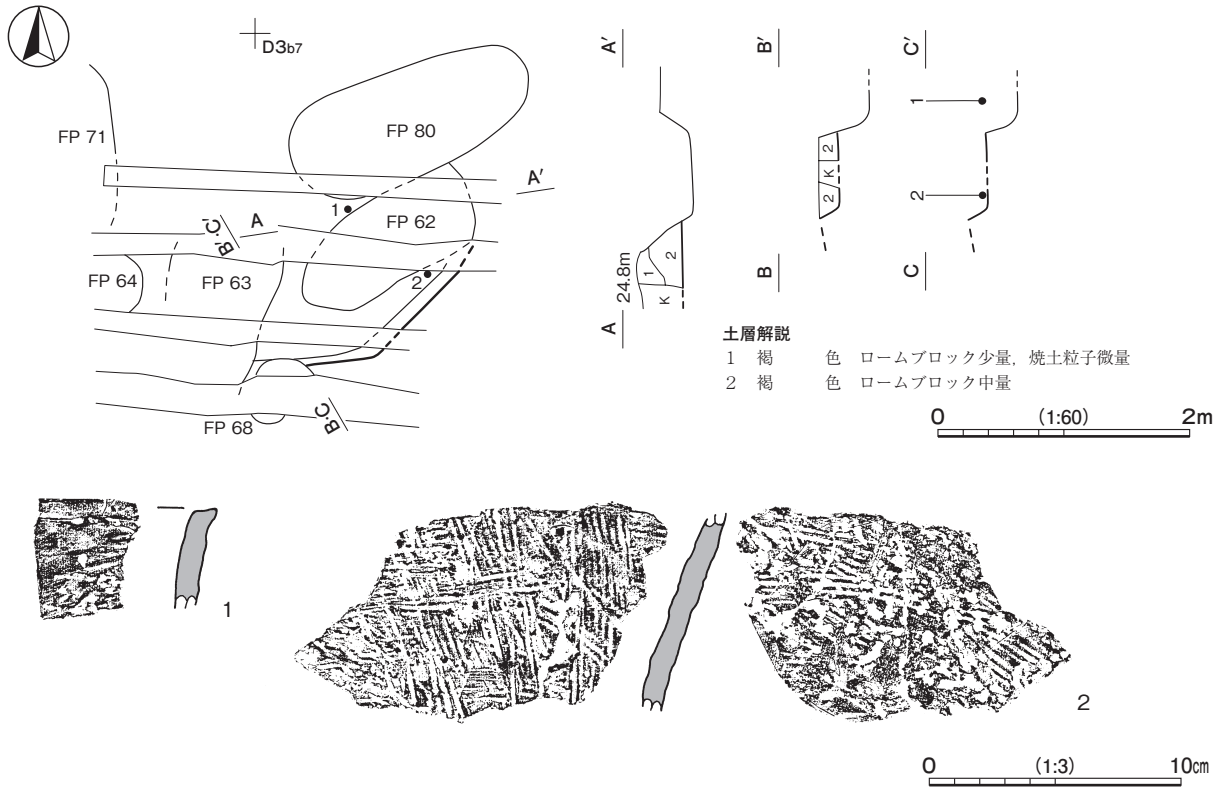 D3b7
FP 71
FP 80
A'
1
FP 62
A
B'・C'
FP 64
FP 63
2
B・C
FP 68
A'
B'
C'
1
2
K
2
2
1
2
K
24.8m
A
B
C
土層解説
1 褐 色 ロームブロック少量，焼土粒子微量
2 褐 色 ロームブロック中量
0 (1:60) 2m
1
2
0 (1:3) 10㎝